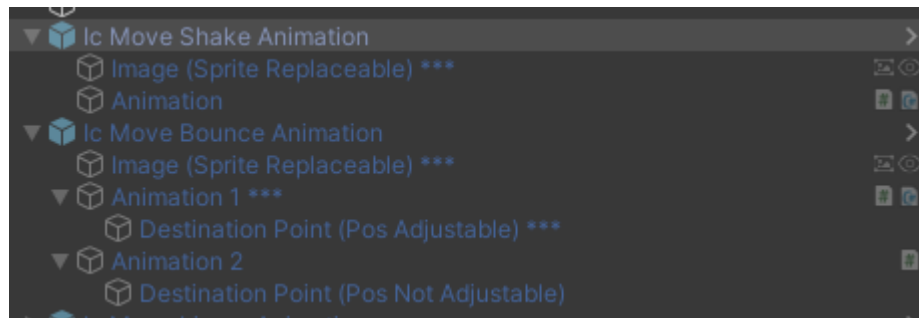 Ic Move Shake Animation
Image (Sprite Replaceable) ***
Animation
Ic Move Bounce Animation
Image (Sprite Replaceable) ***
Animation 1 ***
Destination Point (Pos Adjustable) ***
Animation 2
Destination Point (Pos Not Adjustable)